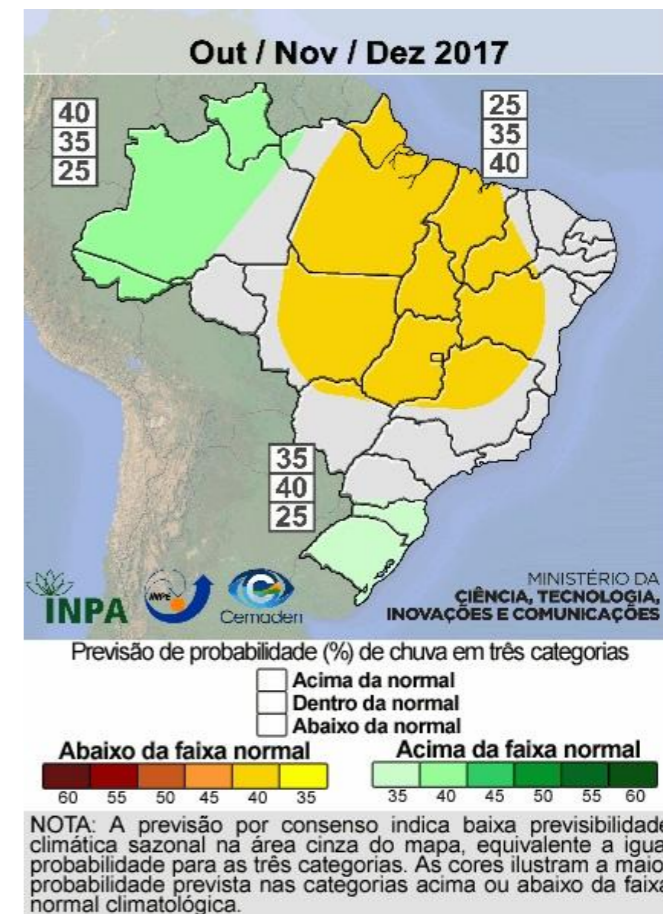 Out / Nov / Dez 2017
40
35
25
25
35
40
35
40
25
INPA
INPE
Cemaden
MINISTÉRIO DA
CIÊNCIA, TECNOLOGIA,
INOVAÇÕES E COMUNICAÇÕES
Previsão de probabilidade (%) de chuva em três categorias
Acima da normal
Dentro da normal
Abaixo da normal
Abaixo da faixa normal
60 55 50 45 40 35
Acima da faixa normal
35 40 45 50 55 60
NOTA: A previsão por consenso indica baixa previsibilidade
climática sazonal na área cinza do mapa, equivalente a igua
probabilidade para as três categorias. As cores ilustram a maio
probabilidade prevista nas categorias acima ou abaixo da faixa
normal climatológica.